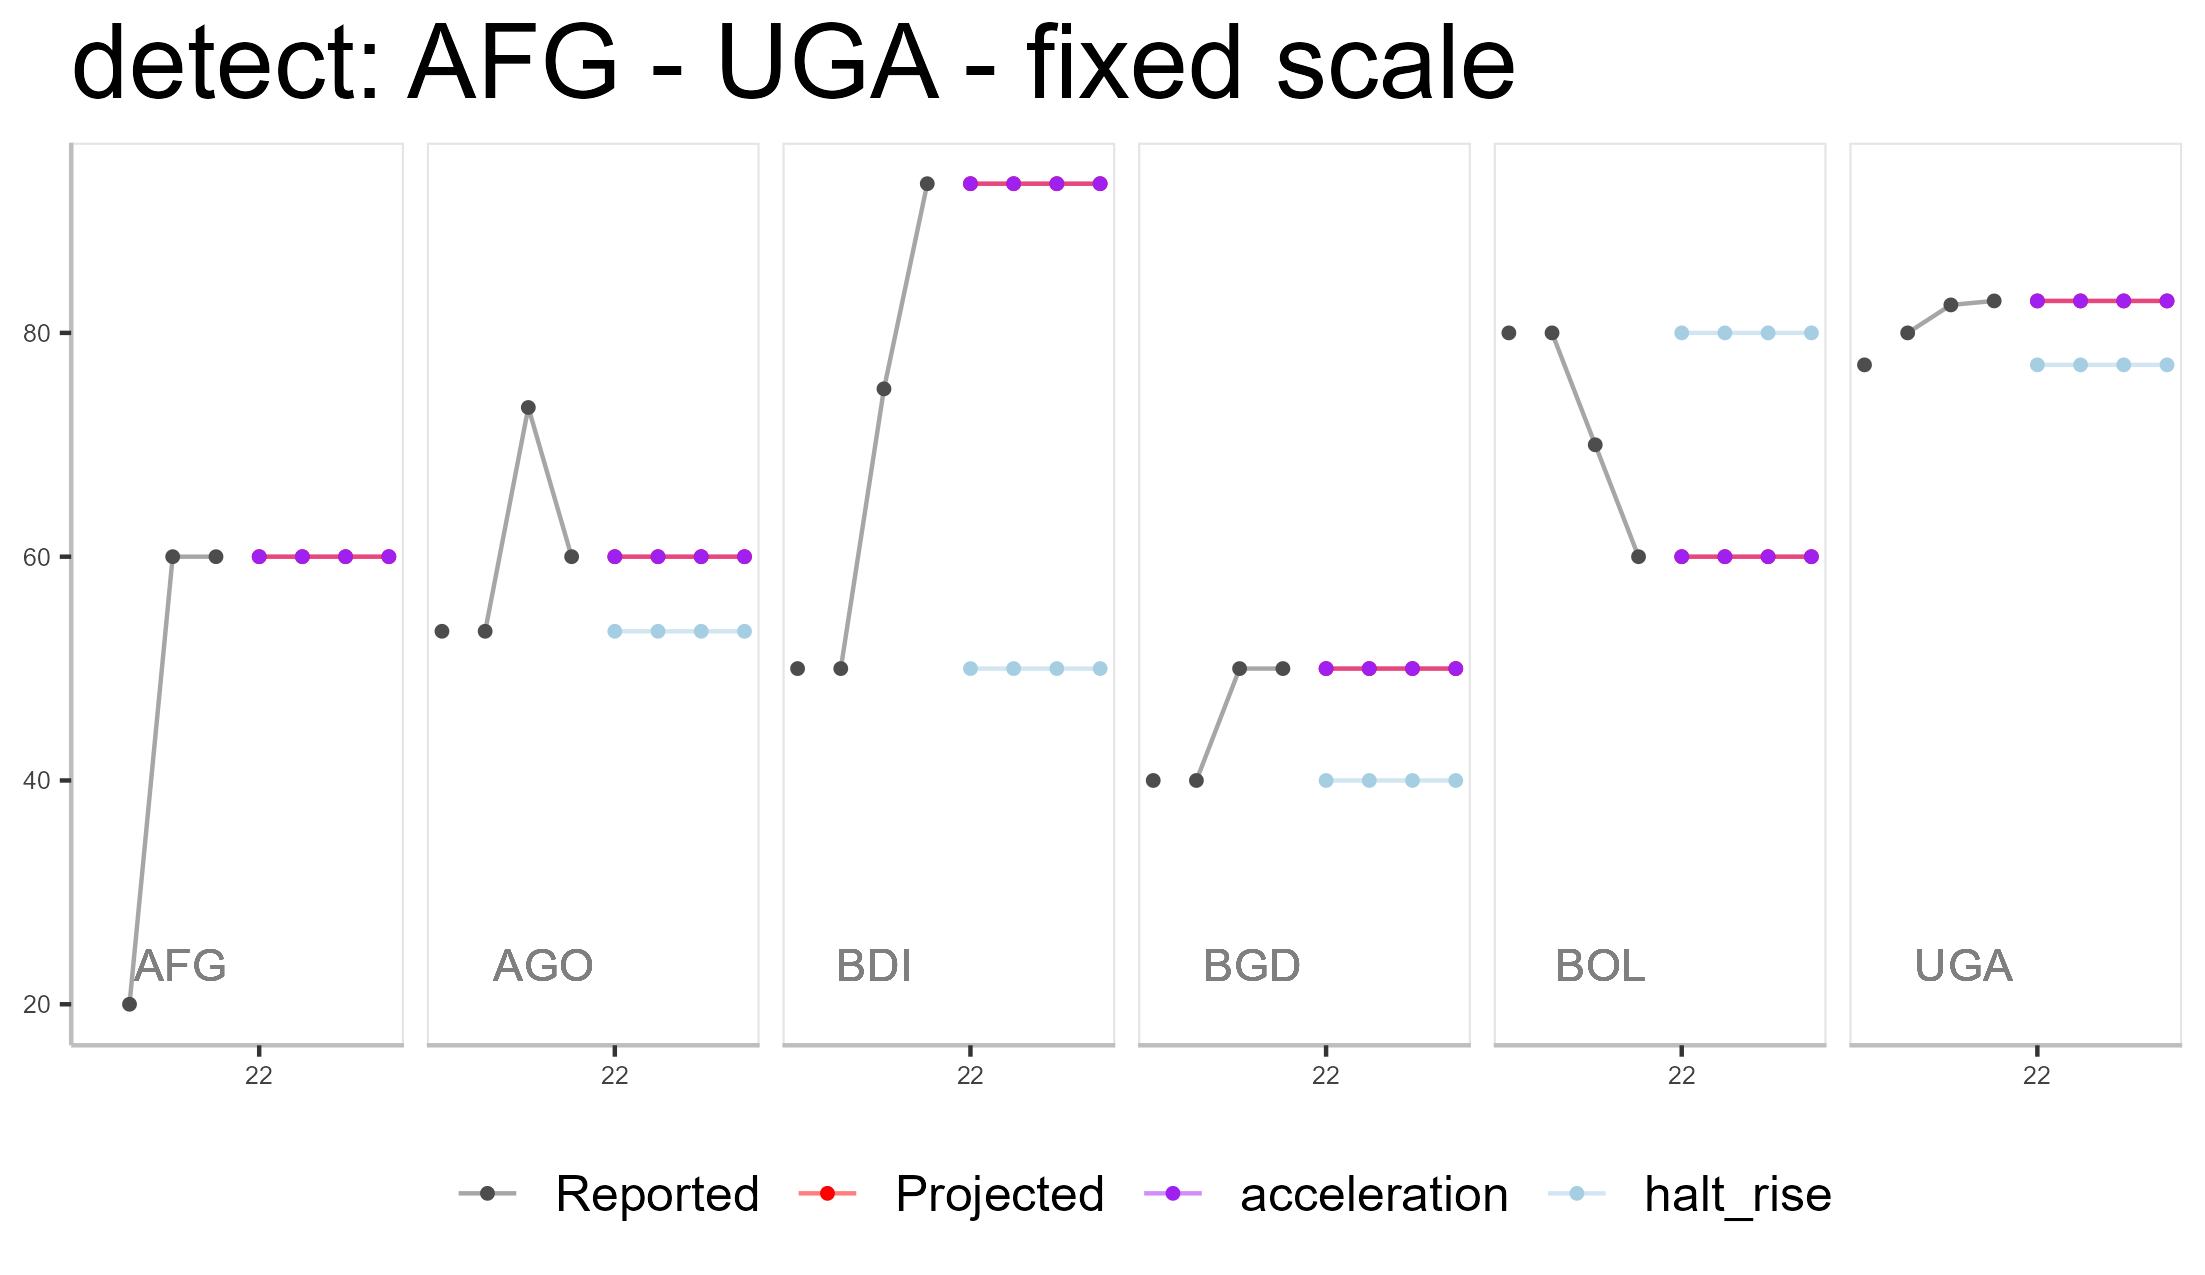 detect: AFG - UGA - fixed scale
80
60
40
20
AFG AGO BDI BGD BOL UGA
22 22 22 22 22 22
Reported Projected acceleration halt_rise